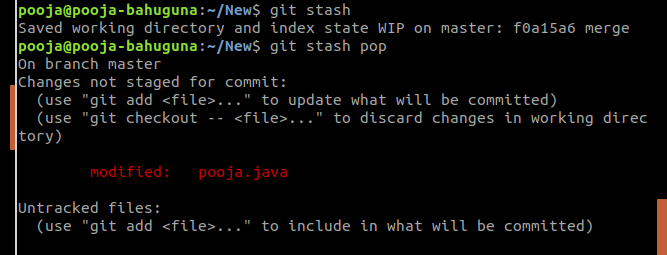 pooja@pooja-bahuguna:~/New$ git stash
Saved working directory and index state WIP on master: f0a15a6 merge
pooja@pooja-bahuguna:~/New$ git stash pop
On branch master
Changes not staged for commit:
  (use "git add <file>..." to update what will be committed)
  (use "git checkout -- <file>..." to discard changes in working direc
tory)
        modified:   pooja.java
Untracked files:
  (use "git add <file>..." to include in what will be committed)